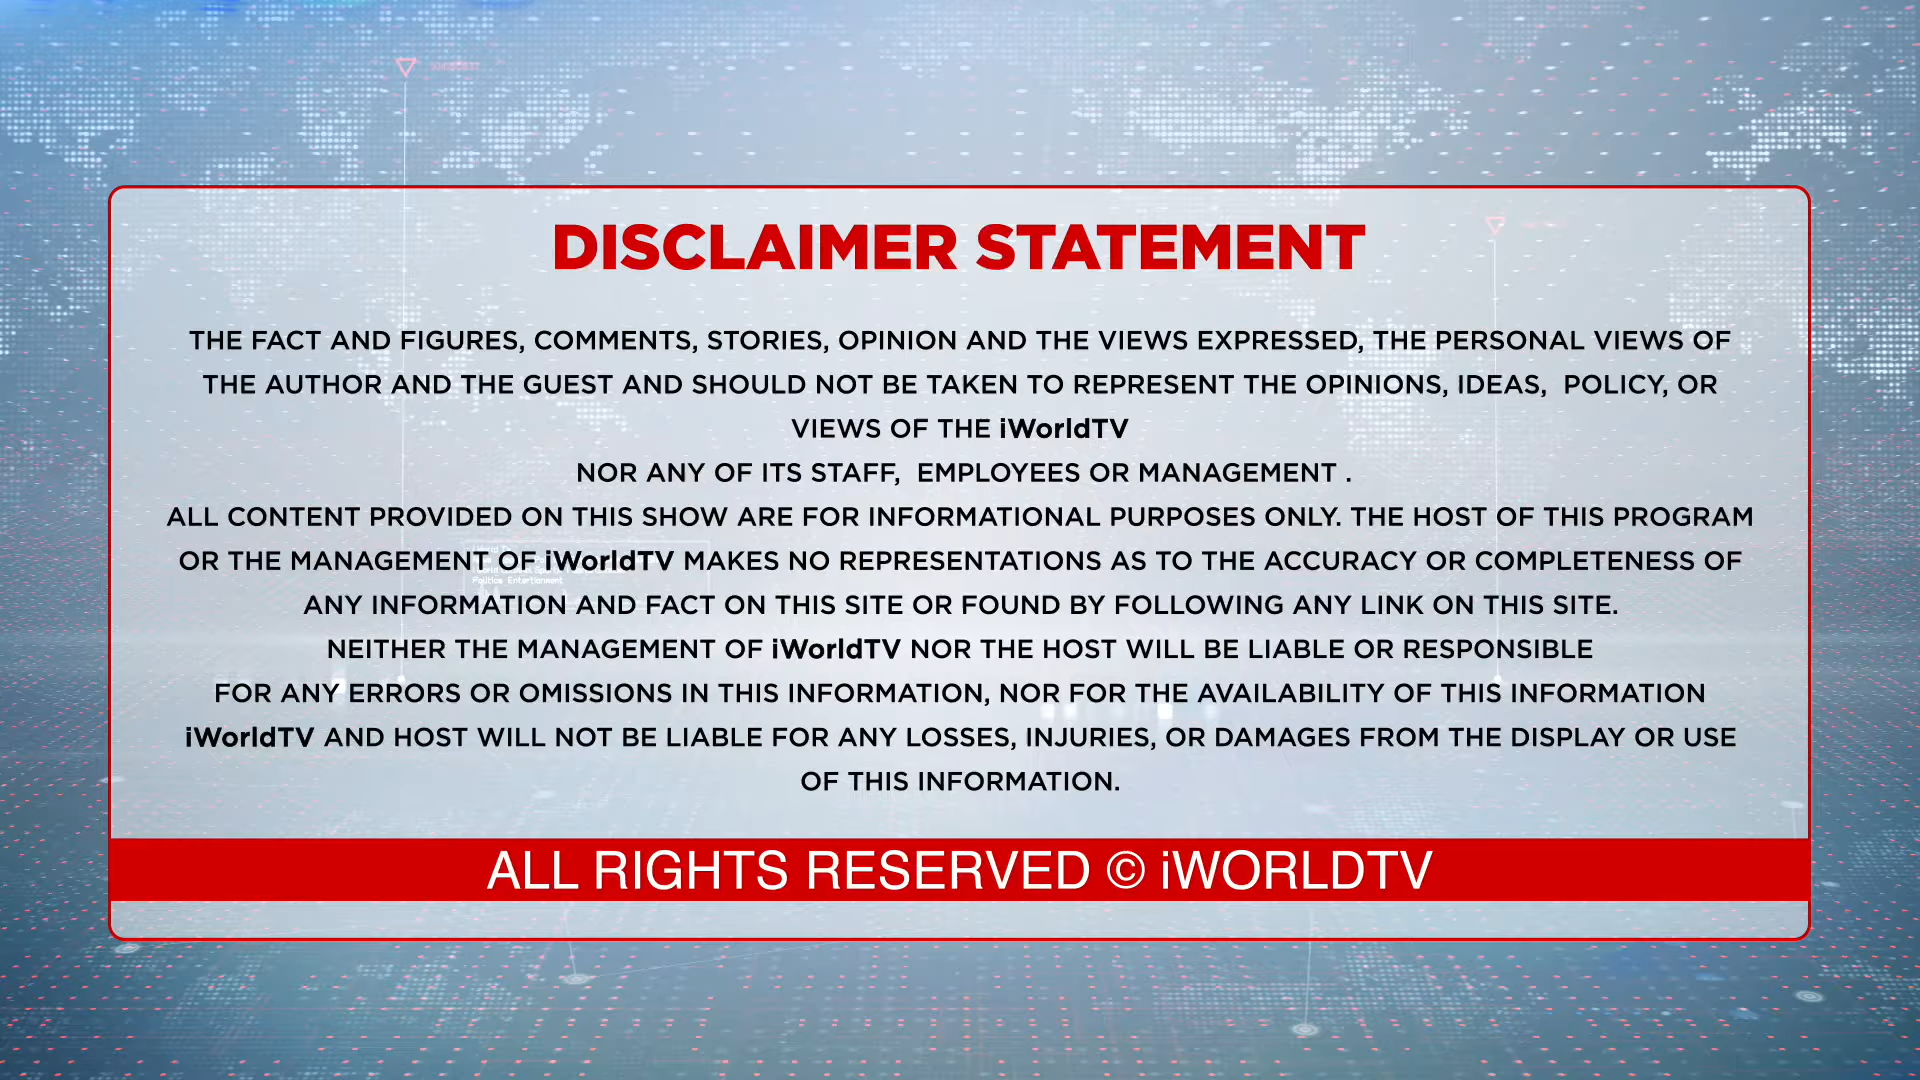 DISCLAIMER STATEMENT
THE FACT AND FIGURES, COMMENTS, STORIES, OPINION AND THE VIEWS EXPRESSED, THE PERSONAL VIEWS OF
THE AUTHOR AND THE GUEST AND SHOULD NOT BE TAKEN TO REPRESENT THE OPINIONS, IDEAS, POLICY, OR
VIEWS OF THE iWorldTV
NOR ANY OF ITS STAFF, EMPLOYEES OR MANAGEMENT .
ALL CONTENT PROVIDED ON THIS SHOW ARE FOR INFORMATIONAL PURPOSES ONLY. THE HOST OF THIS PROGRAM
OR THE MANAGEMENT OF iWorldTV MAKES NO REPRESENTATIONS AS TO THE ACCURACY OR COMPLETENESS OF
Politics Entertianment
ANY INFORMATION AND FACT ON THIS SITE OR FOUND BY FOLLOWING ANY LINK ON THIS SITE.
NEITHER THE MANAGEMENT OF iWorldTV NOR THE HOST WILL BE LIABLE OR RESPONSIBLE
FOR ANY ERRORS OR OMISSIONS IN THIS INFORMATION, NOR FOR THE AVAILABILITY OF THIS INFORMATION
iWorldTV AND HOST WILL NOT BE LIABLE FOR ANY LOSSES, INJURIES, OR DAMAGES FROM THE DISPLAY OR USE
OF THIS INFORMATION.
ALL RIGHTS RESERVED © iWORLDTV